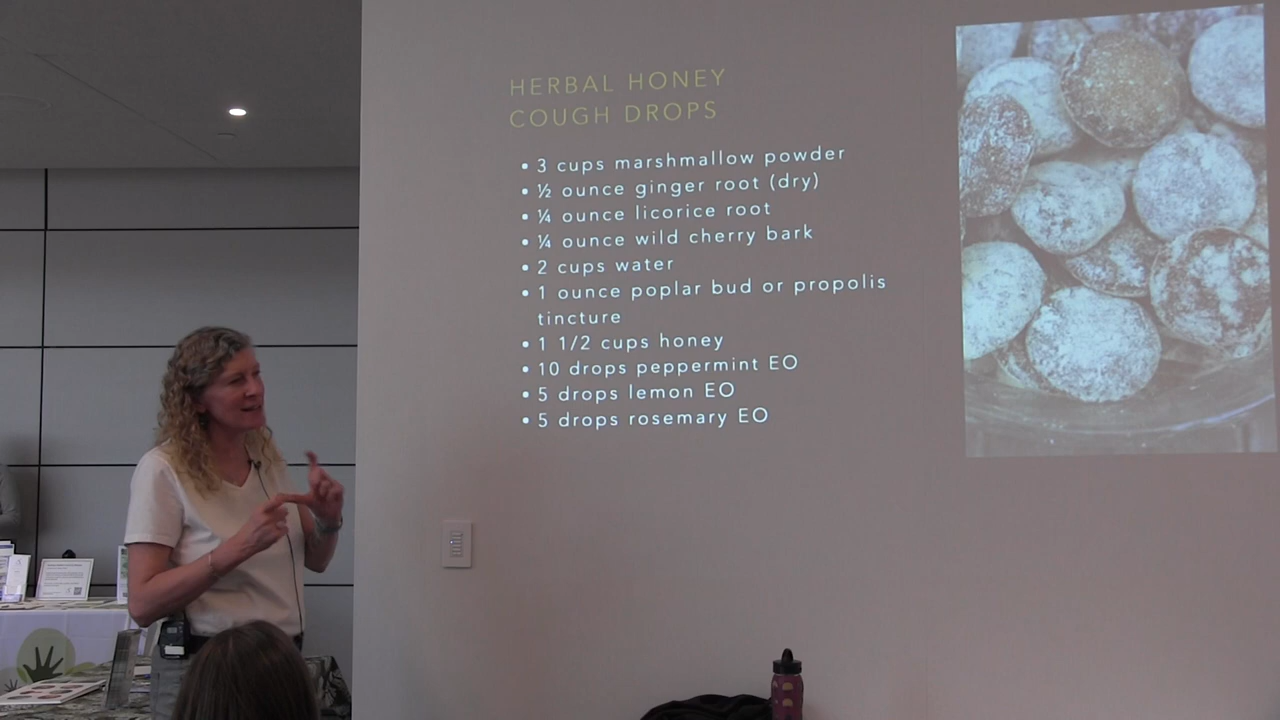 HERBAL HONEY
COUGH DROPS
• 3 cups marshmallow powder
• ½ ounce ginger root (dry)
• ¼ ounce licorice root
• ¼ ounce wild cherry bark
• 2 cups water
• 1 ounce poplar bud or propolis
tincture
• 1 1/2 cups honey
• 10 drops peppermint EO
• 5 drops lemon EO
• 5 drops rosemary EO